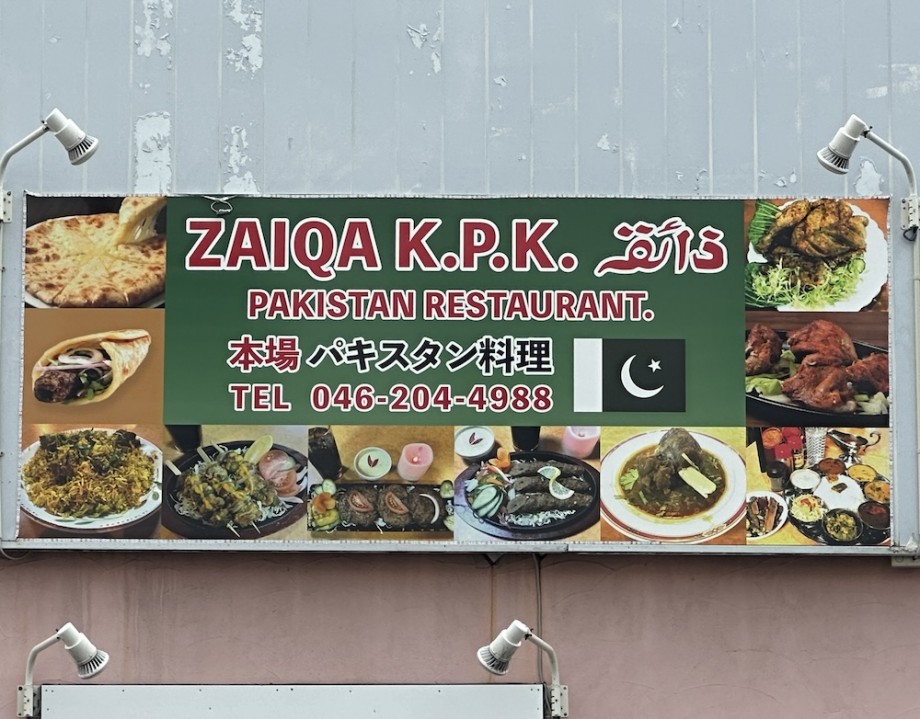 ZAIQA K.P.K. ذائقہ
PAKISTAN RESTAURANT.
本場 パキスタン料理
TEL 046-204-4988